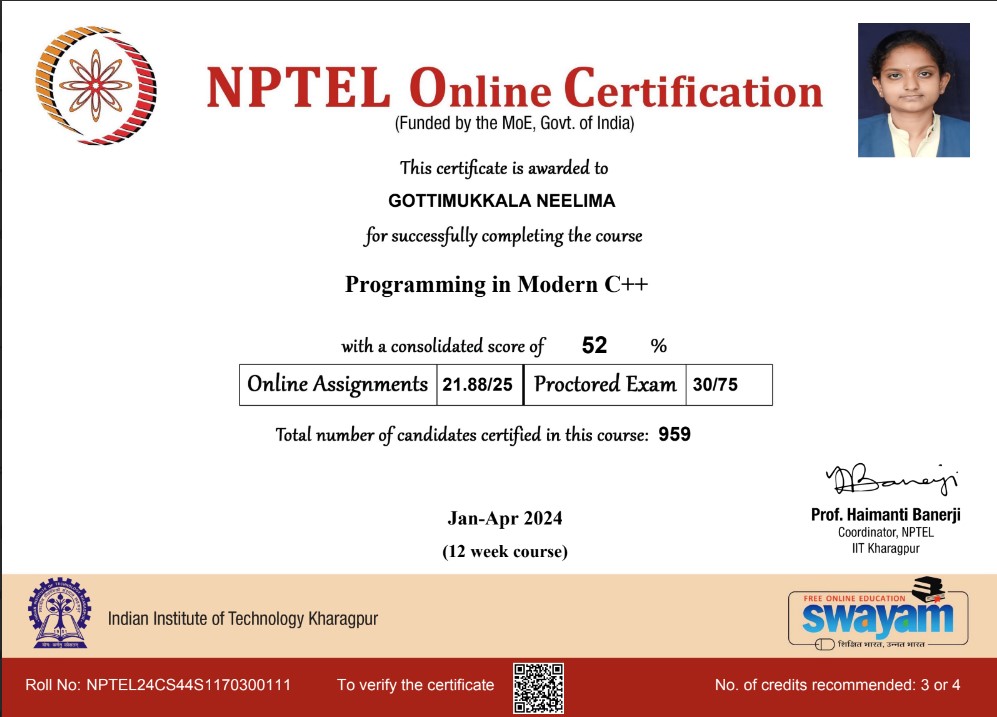 NPTEL Online Certification
(Funded by the MoE, Govt. of India)
This certificate is awarded to
GOTTIMUKKALA NEELIMA
for successfully completing the course
Programming in Modern C++
with a consolidated score of 52 %
Online Assignments 21.88/25 Proctored Exam 30/75
Total number of candidates certified in this course: 959
Jan-Apr 2024
(12 week course)
Prof. Haimanti Banerji
Coordinator, NPTEL
IIT Kharagpur
Indian Institute of Technology Kharagpur
FREE ONLINE EDUCATION
swayam
शिक्षित भारत, उन्नत भारत
Roll No: NPTEL24CS44S1170300111 To verify the certificate No. of credits recommended: 3 or 4